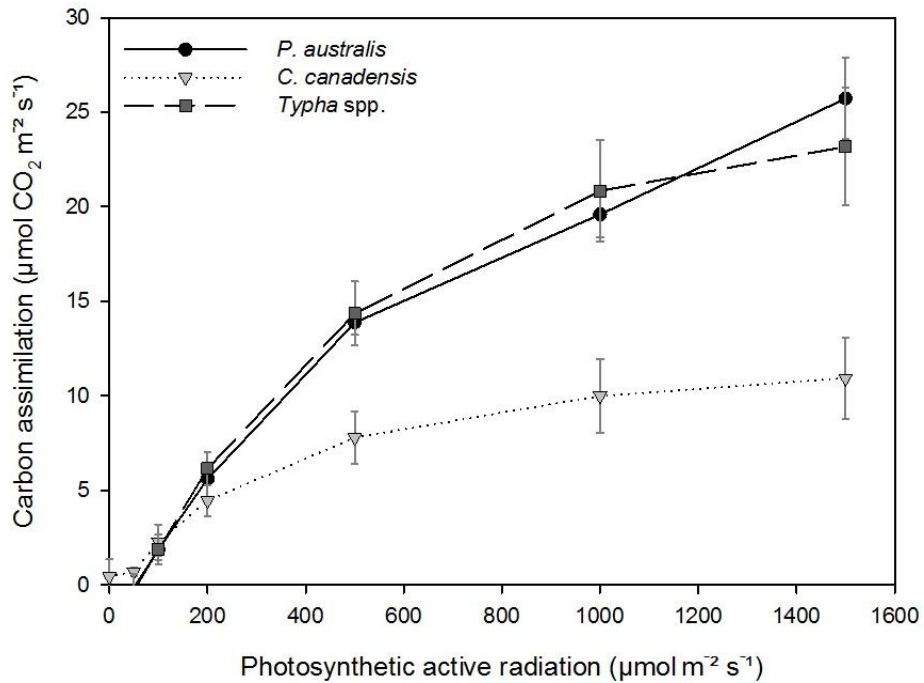 30
25
20
15
10
5
0
Carbon assimilation (µmol CO₂ m⁻² s⁻¹)
P. australis
C. canadensis
Typha spp.
0 200 400 600 800 1000 1200 1400 1600
Photosynthetic active radiation (µmol m⁻² s⁻¹)